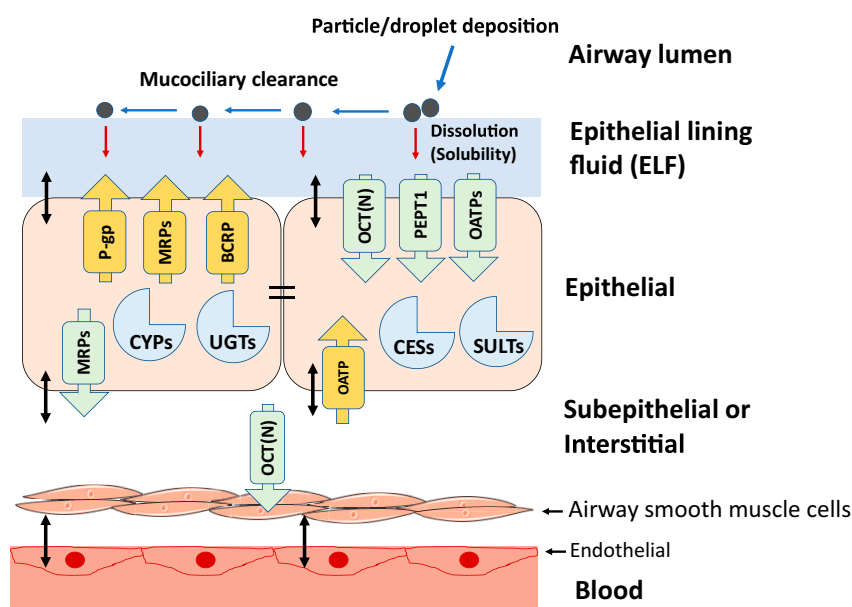 Particle/droplet deposition
Airway lumen
Mucociliary clearance
Dissolution
(Solubility)
Epithelial lining
fluid (ELF)
P-gp
MRPs
BCRP
OCT(N)
PEPT1
OATPs
Epithelial
MRPs
CYPs
UGTs
OATP
CESs
SULTs
Subepithelial or
Interstitial
OCT(N)
Airway smooth muscle cells
Endothelial
Blood